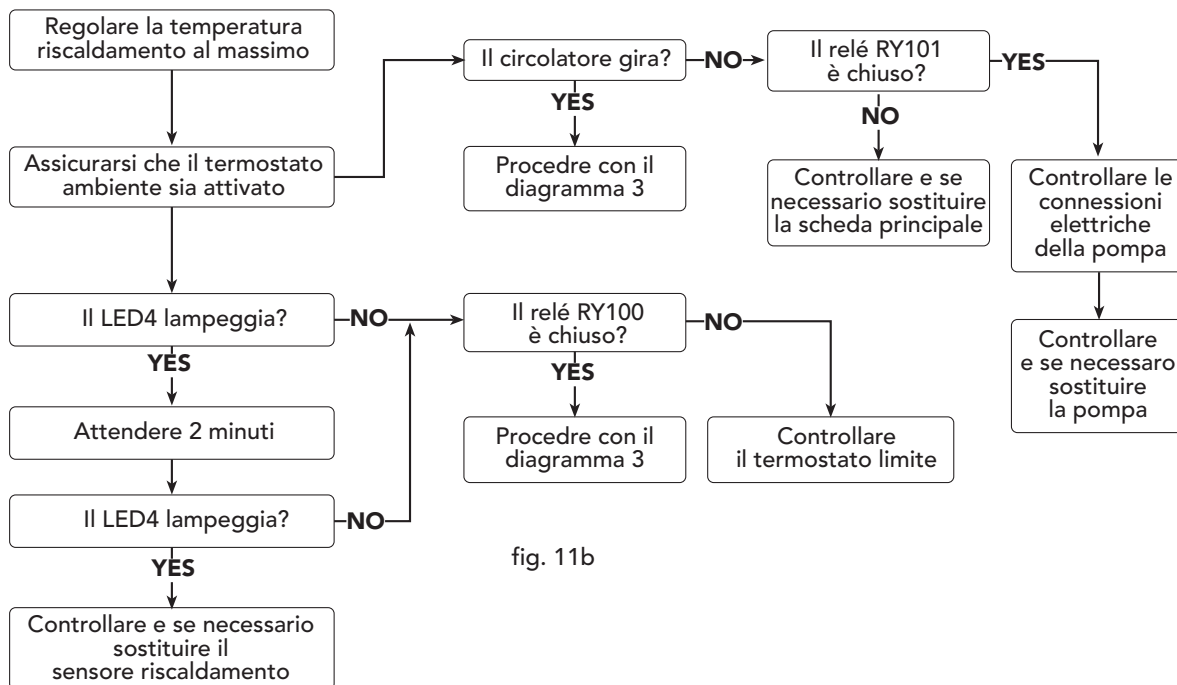 Regolare la temperatura
riscaldamento al massimo
Il circolatore gira?
NO
Il relé RY101
è chiuso?
YES
YES
NO
Assicurarsi che il termostato
ambiente sia attivato
Procedre con il
diagramma 3
Controllare e se
necessario sostituire
la scheda principale
Controllare le
connessioni
elettriche
della pompa
Il LED4 lampeggia?
NO
Il relé RY100
è chiuso?
NO
Controllare
e se necessaro
sostituire
la pompa
YES
YES
Attendere 2 minuti
Procedre con il
diagramma 3
Controllare
il termostato limite
Il LED4 lampeggia?
NO
YES
fig. 11b
Controllare e se necessario
sostituire il
sensore riscaldamento